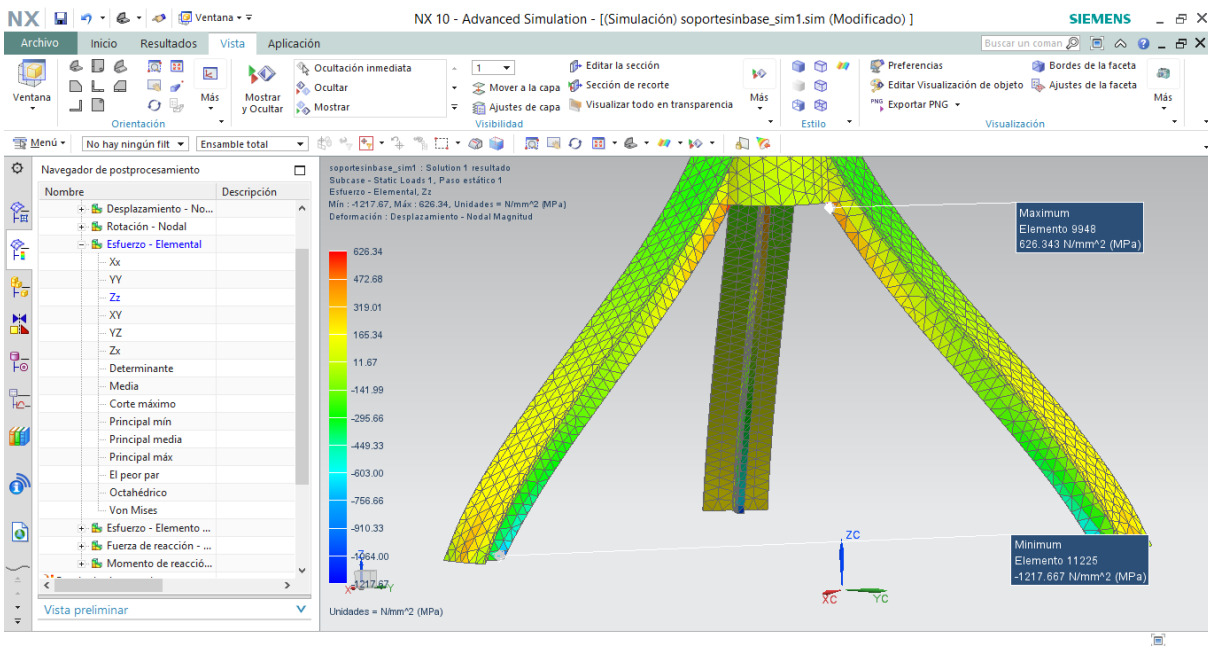 NX Ventana NX 10 - Advanced Simulation - [(Simulación) soportesinbase_sim1.sim (Modificado) ] SIEMENS
Archivo Inicio Resultados Vista Aplicación Buscar un coman
Ventana
Más
Mostrar y Ocultar
Orientación
Ocultación inmediata
Ocultar
Mostrar
1
Mover a la capa
Ajustes de capa
Editar la sección
Sección de recorte
Visualizar todo en transparencia
Más
Visibilidad
Estilo
Preferencias
Editar Visualización de objeto
PNG Exportar PNG
Bordes de la faceta
Ajustes de la faceta
Más
Visualización
Menú No hay ningún filt Ensamble total
Navegador de postprocesamiento
Nombre Descripción
Desplazamiento - No...
Rotación - Nodal
Esfuerzo - Elemental
Xx
YY
Zz
XY
YZ
Zx
Determinante
Media
Corte máximo
Principal mín
Principal media
Principal máx
El peor par
Octahédrico
Von Mises
Esfuerzo - Elemento ...
Fuerza de reacción - ...
Momento de reacció...
Vista preliminar
soportesinbase_sim1 : Solution 1 resultado
Subcase - Static Loads 1, Paso estático 1
Esfuerzo - Elemental, Zz
Mín : -1217.67, Máx : 626.34, Unidades = N/mm^2 (MPa)
Deformación : Desplazamiento - Nodal Magnitud
626.34
472.68
319.01
165.34
11.67
-141.99
-295.66
-449.33
-603.00
-756.66
-910.33
-1064.00
-1217.67
Z
X
Y
Unidades = N/mm^2 (MPa)
Maximum
Elemento 9948
626.343 N/mm^2 (MPa)
ZC
XC
YC
Minimum
Elemento 11225
-1217.667 N/mm^2 (MPa)